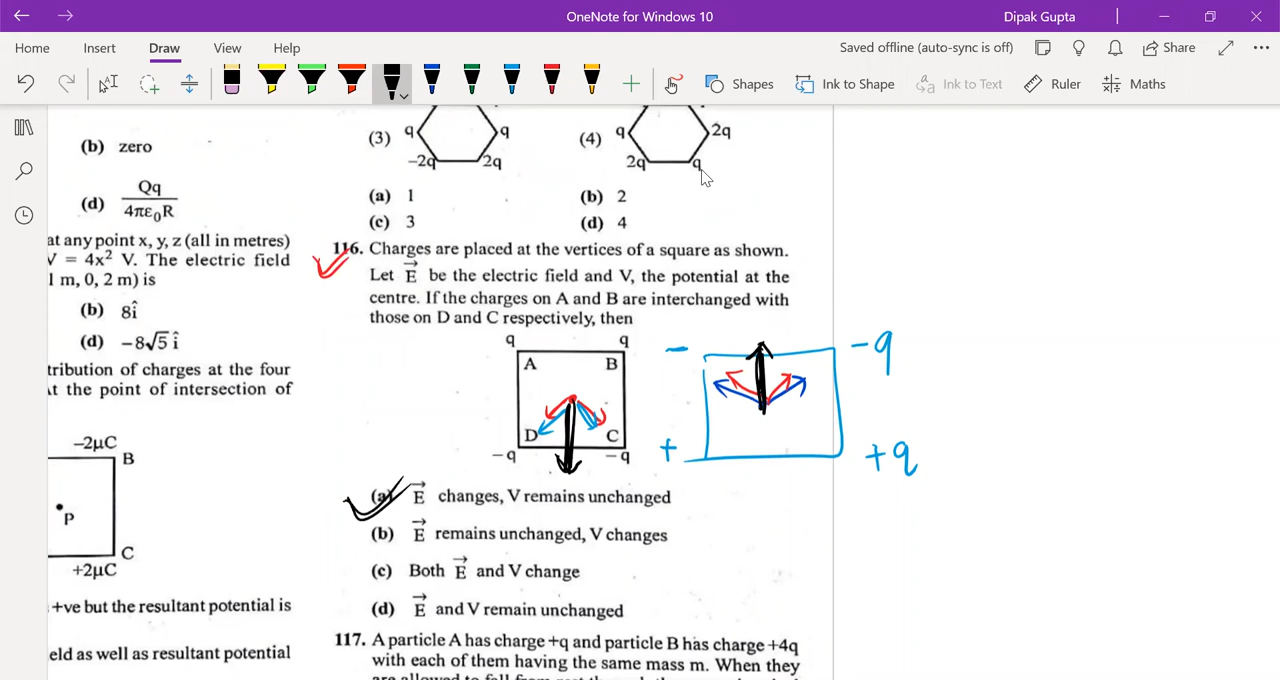 OneNote for Windows 10
Dipak Gupta
Home Insert Draw View Help
Saved offline (auto-sync is off)
Share
Shapes
Ink to Shape
Ink to Text
Ruler
Maths
(b) zero
(d) Qq
4πε₀R
at any point x, y, z (all in metres)
V = 4x² V. The electric field
1 m, 0, 2 m) is
(b) 8î
(d) −8√5 î
tribution of charges at the four
At the point of intersection of
−2μC
B
P
C
+2μC
+ve but the resultant potential is
eld as well as resultant potential
(3) q q
−2q 2q
(4) q 2q
2q q
(a) 1
(b) 2
(c) 3
(d) 4
116. Charges are placed at the vertices of a square as shown.
Let E⃗ be the electric field and V, the potential at the
centre. If the charges on A and B are interchanged with
those on D and C respectively, then
q q
A B
D C
−q −q
− −q
+ +q
(a) E⃗ changes, V remains unchanged
(b) E⃗ remains unchanged, V changes
(c) Both E⃗ and V change
(d) E⃗ and V remain unchanged
117. A particle A has charge +q and particle B has charge +4q
with each of them having the same mass m. When they